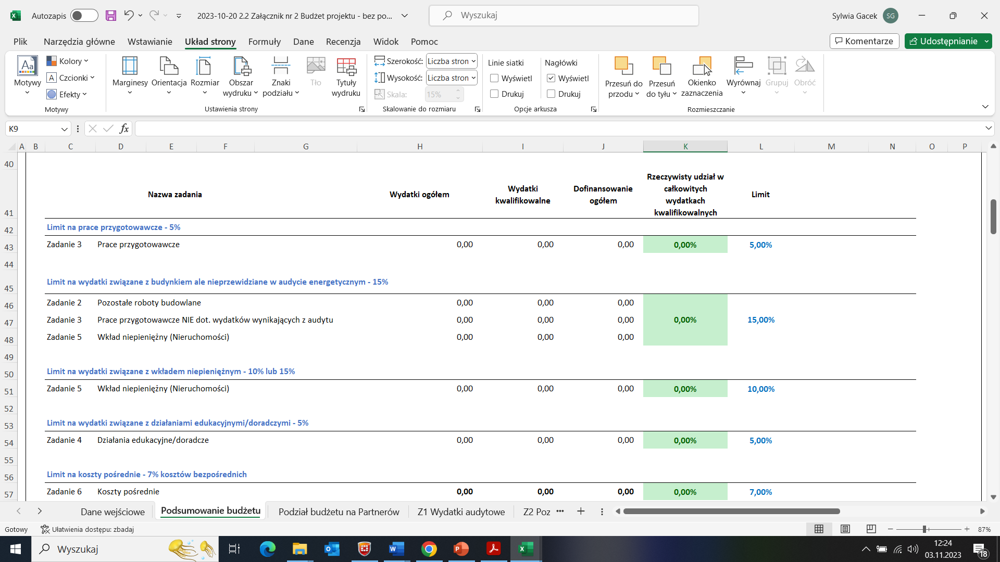 Autozapis
2023-10-20 2.2 Załącznik nr 2 Budżet projektu - bez po...
Wyszukaj
Sylwia Gacek
SG
Plik Narzędzia główne Wstawianie Układ strony Formuły Dane Recenzja Widok Pomoc
Komentarze
Udostępnianie
Motywy
Kolory
Czcionki
Efekty
Motywy
Marginesy
Orientacja
Rozmiar
Obszar wydruku
Znaki podziału
Tło
Tytuły wydruku
Ustawienia strony
Szerokość: Liczba stron
Wysokość: Liczba stron
Skala: 15%
Skalowanie do rozmiaru
Linie siatki
Wyświetl
Drukuj
Nagłówki
Wyświetl
Drukuj
Opcje arkusza
Przesuń do przodu
Przesuń do tyłu
Okienko zaznaczenia
Wyrównaj
Grupuj
Obróć
Rozmieszczanie
K9
fx
A B C D E F G H I J K L M N O P
40
41 Nazwa zadania Wydatki ogółem Wydatki kwalifikowalne Dofinansowanie ogółem Rzeczywisty udział w całkowitych wydatkach kwalifikowalnych Limit
42 Limit na prace przygotowawcze - 5%
43 Zadanie 3 Prace przygotowawcze 0,00 0,00 0,00 0,00% 5,00%
44
45 Limit na wydatki związane z budynkiem ale nieprzewidziane w audycie energetycznym - 15%
46 Zadanie 2 Pozostałe roboty budowlane 0,00 0,00 0,00
47 Zadanie 3 Prace przygotowawcze NIE dot. wydatków wynikających z audytu 0,00 0,00 0,00 0,00% 15,00%
48 Zadanie 5 Wkład niepieniężny (Nieruchomości) 0,00 0,00 0,00
49
50 Limit na wydatki związane z wkładem niepieniężnym - 10% lub 15%
51 Zadanie 5 Wkład niepieniężny (Nieruchomości) 0,00 0,00 0,00 0,00% 10,00%
52
53 Limit na wydatki związane z działaniami edukacyjnymi/doradczymi - 5%
54 Zadanie 4 Działania edukacyjne/doradcze 0,00 0,00 0,00 0,00% 5,00%
55
56 Limit na koszty pośrednie - 7% kosztów bezpośrednich
57 Zadanie 6 Koszty pośrednie 0,00 0,00 0,00 0,00% 7,00%
Dane wejściowe Podsumowanie budżetu Podział budżetu na Partnerów Z1 Wydatki audytowe Z2 Poz ...
Gotowy
Ułatwienia dostępu: zbadaj
87%
Wyszukaj
12:24
03.11.2023
18